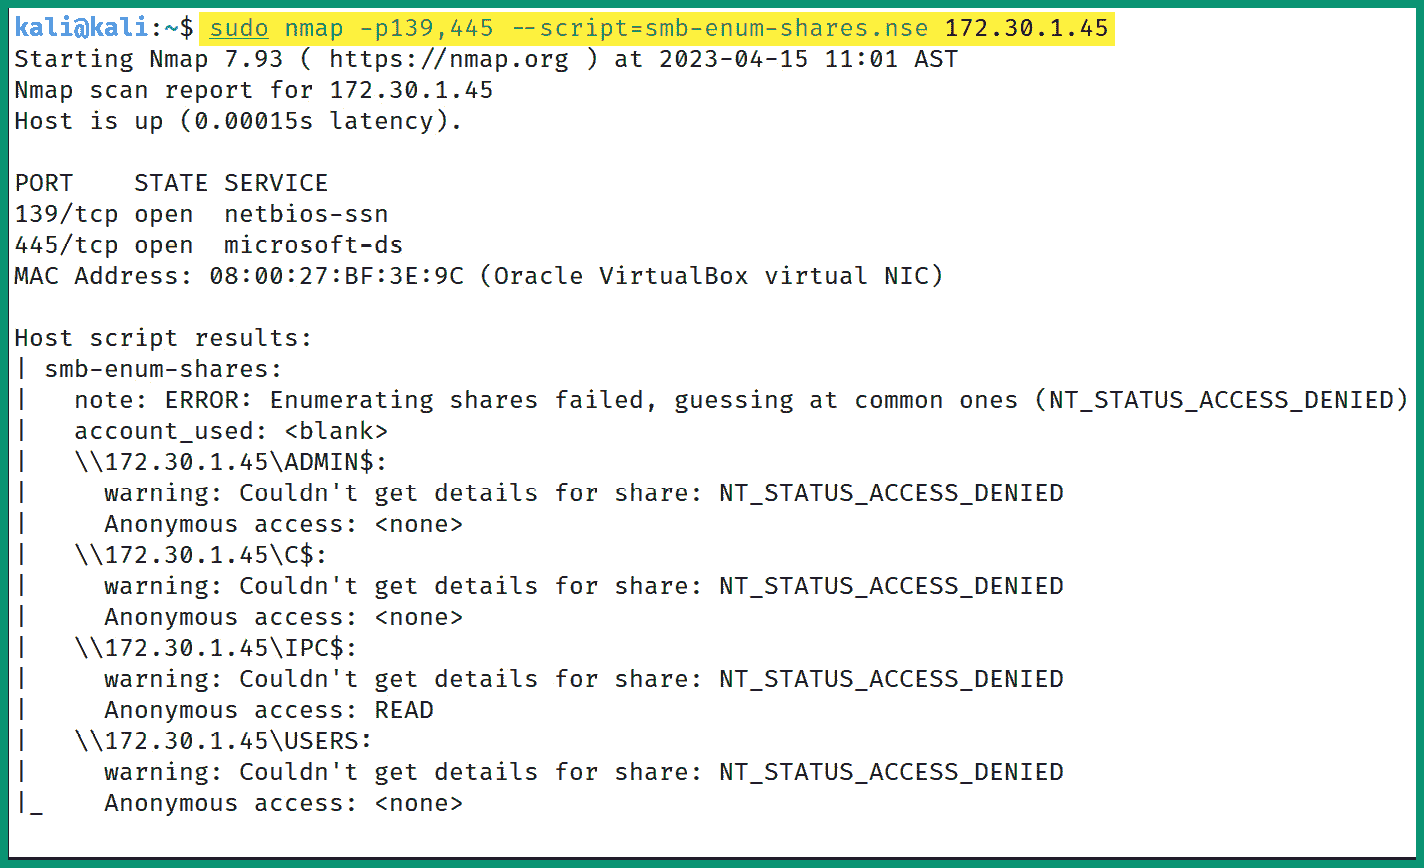 kali@kali:~$ sudo nmap -p139,445 --script=smb-enum-shares.nse 172.30.1.45
Starting Nmap 7.93 ( https://nmap.org ) at 2023-04-15 11:01 AST
Nmap scan report for 172.30.1.45
Host is up (0.00015s latency).
PORT    STATE SERVICE
139/tcp open  netbios-ssn
445/tcp open  microsoft-ds
MAC Address: 08:00:27:BF:3E:9C (Oracle VirtualBox virtual NIC)
Host script results:
| smb-enum-shares:
|   note: ERROR: Enumerating shares failed, guessing at common ones (NT_STATUS_ACCESS_DENIED)
|   account_used: <blank>
|   \\172.30.1.45\ADMIN$:
|     warning: Couldn't get details for share: NT_STATUS_ACCESS_DENIED
|     Anonymous access: <none>
|   \\172.30.1.45\C$:
|     warning: Couldn't get details for share: NT_STATUS_ACCESS_DENIED
|     Anonymous access: <none>
|   \\172.30.1.45\IPC$:
|     warning: Couldn't get details for share: NT_STATUS_ACCESS_DENIED
|     Anonymous access: READ
|   \\172.30.1.45\USERS:
|     warning: Couldn't get details for share: NT_STATUS_ACCESS_DENIED
|_    Anonymous access: <none>